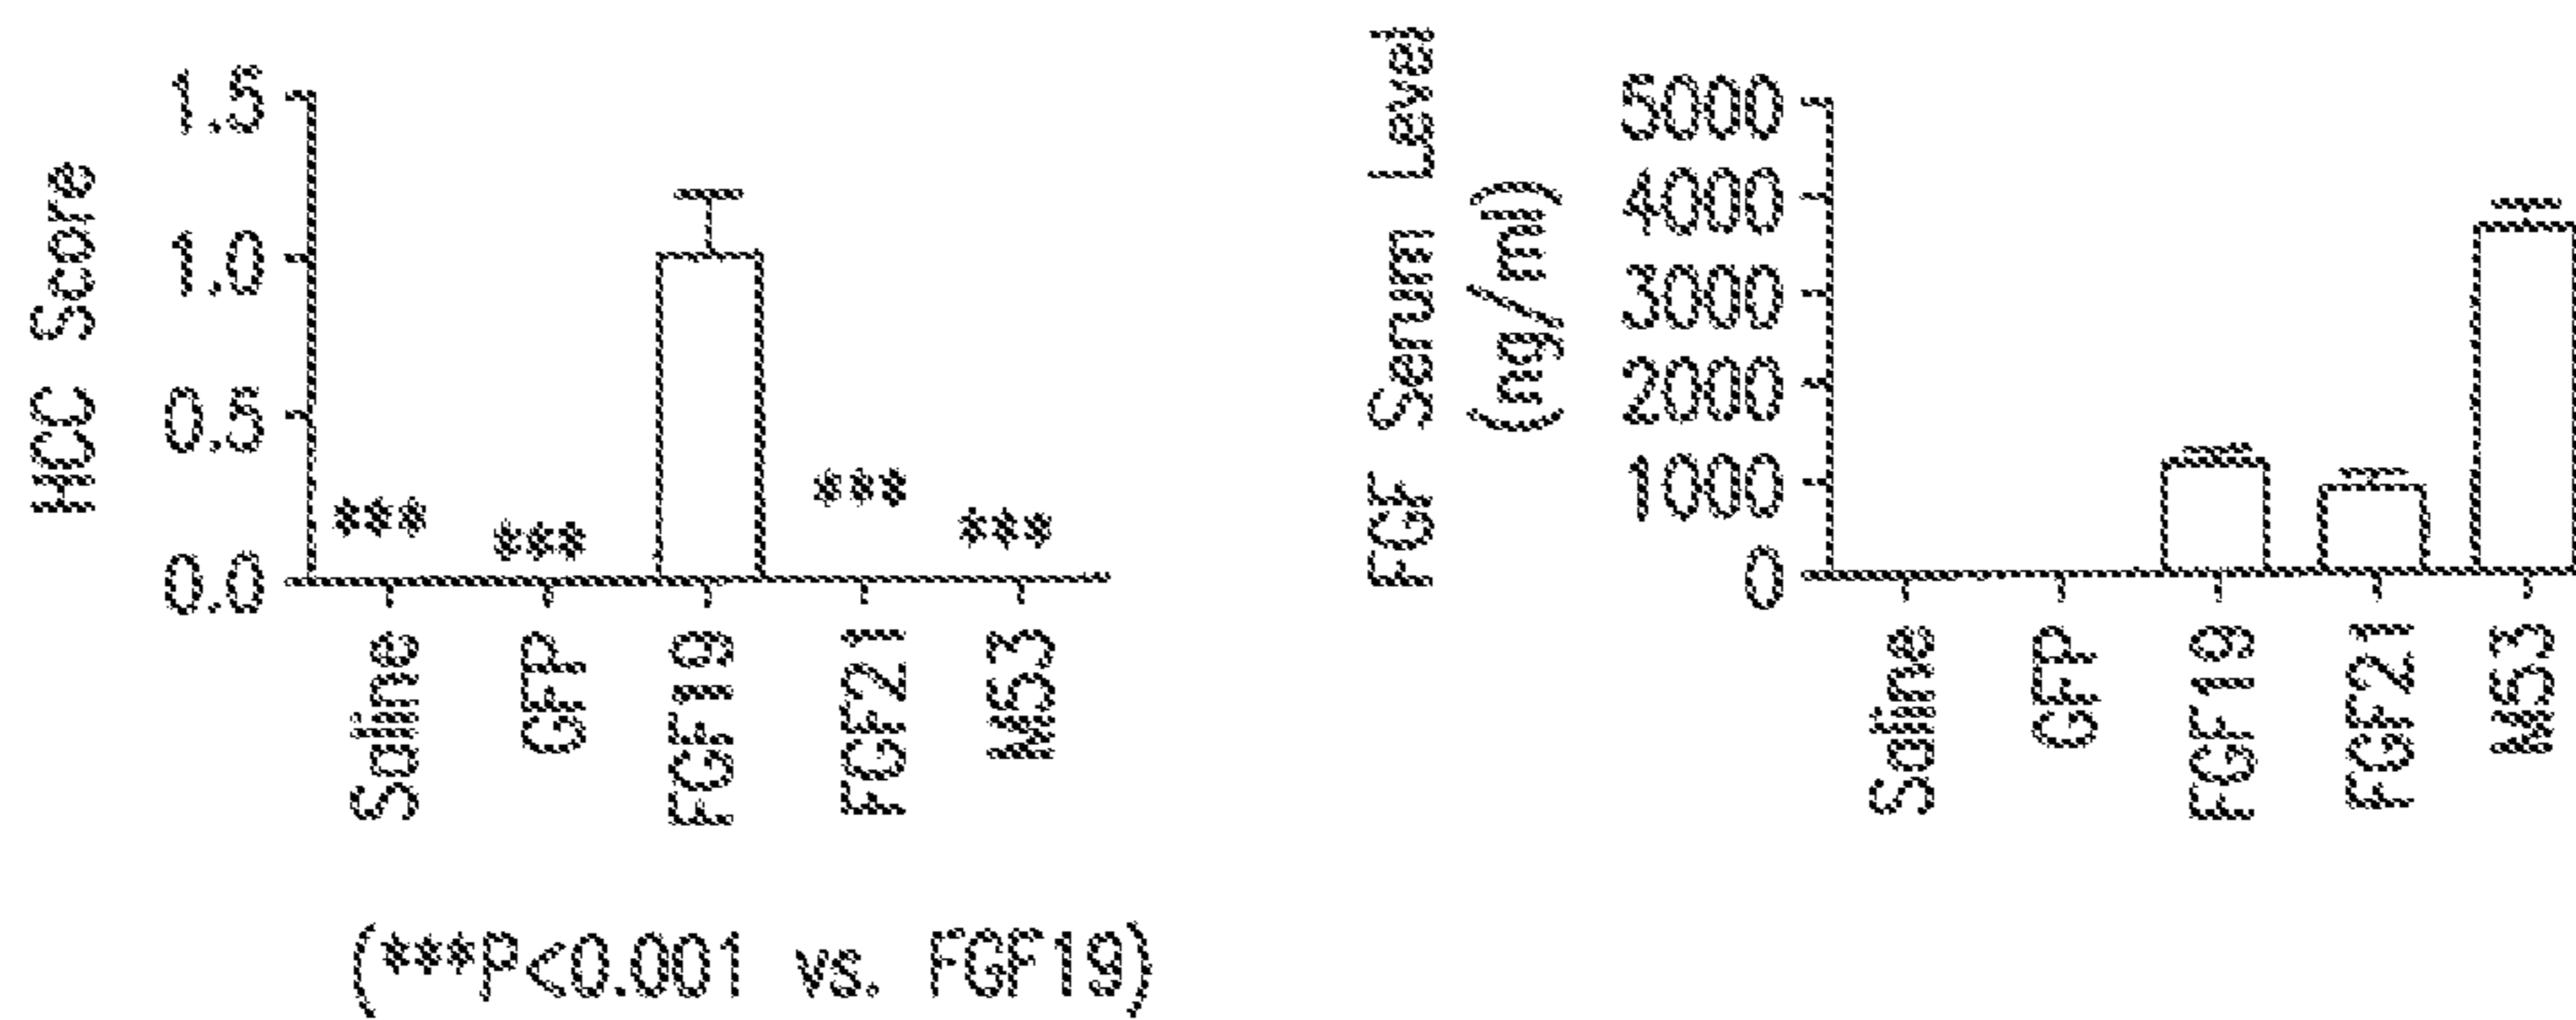 HCC Score
1.5
1.0
0.5
0.0
***
***
***
***
Saline
GFP
FGF19
FGF21
M53
(***P<0.001 vs. FGF19)
FGF Serum Level
(ng/ml)
5000
4000
3000
2000
1000
0
Saline
GFP
FGF19
FGF21
M53